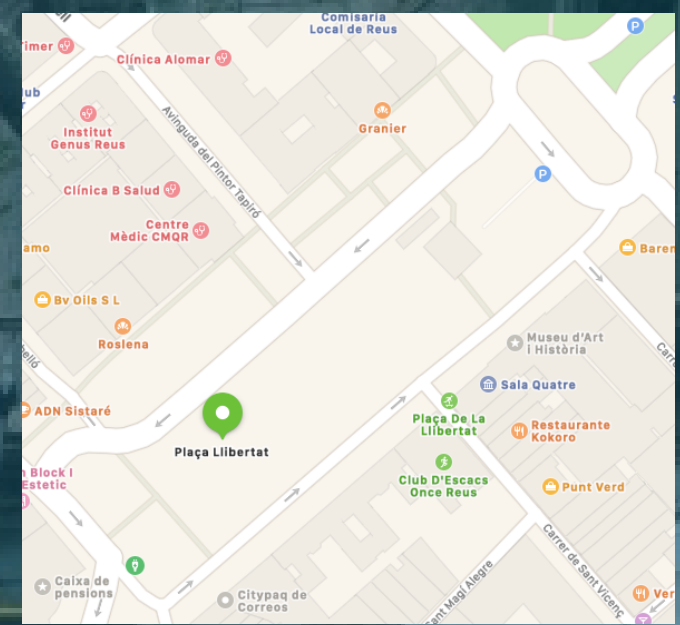 Comisaria
Local de Reus
Clínica Alomar
Granier
Institut
Genus Reus
Avinguda del Pintor Tapiró
Clínica B Salud
Centre
Mèdic CMQR
Bv Oils S L
Roslena
Museu d'Art
i Història
Sala Quatre
ADN Sistaré
Plaça De La
Llibertat
Restaurante
Kokoro
Plaça Llibertat
Block I
Estetic
Club D'Escacs
Once Reus
Punt Verd
Carrer de Sant Vicenç
Caixa de
pensions
Citypaq de
Correos
Sant Magí Alegre
P
P